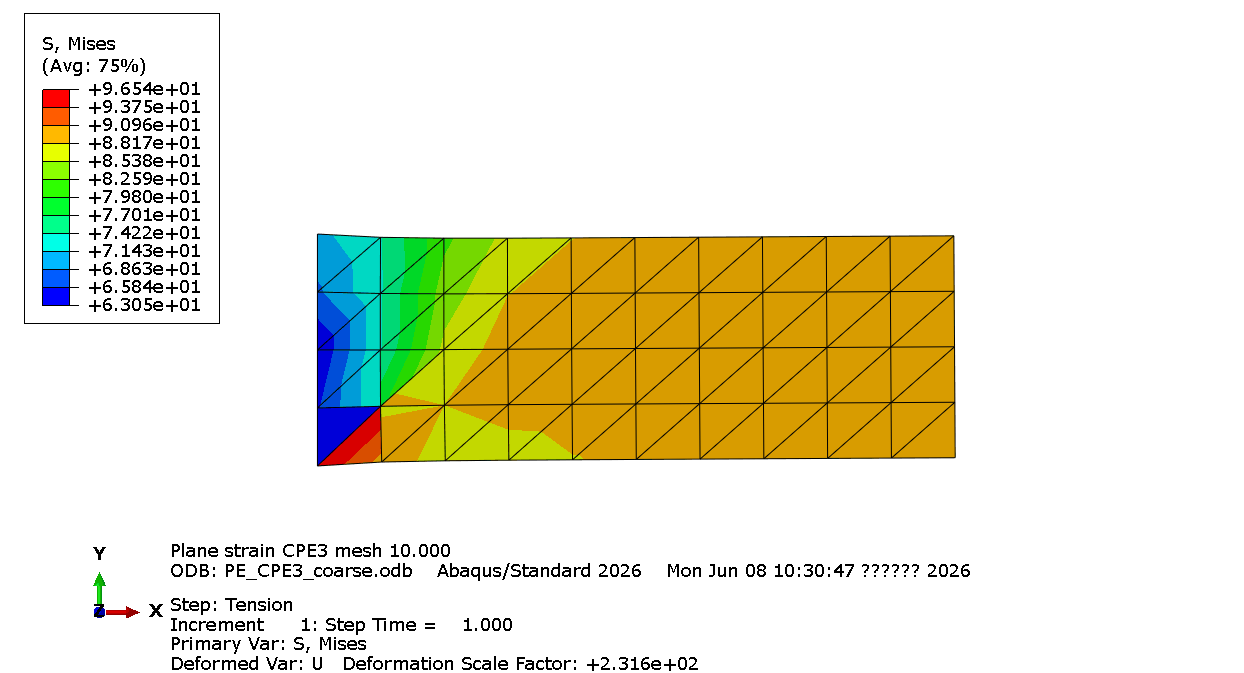 S, Mises
(Avg: 75%)
+9.654e+01
+9.375e+01
+9.096e+01
+8.817e+01
+8.538e+01
+8.259e+01
+7.980e+01
+7.701e+01
+7.422e+01
+7.143e+01
+6.863e+01
+6.584e+01
+6.305e+01
Y
Z X
Plane strain CPE3 mesh 10.000
ODB: PE_CPE3_coarse.odb Abaqus/Standard 2026 Mon Jun 08 10:30:47 ?????? 2026
Step: Tension
Increment 1: Step Time = 1.000
Primary Var: S, Mises
Deformed Var: U Deformation Scale Factor: +2.316e+02